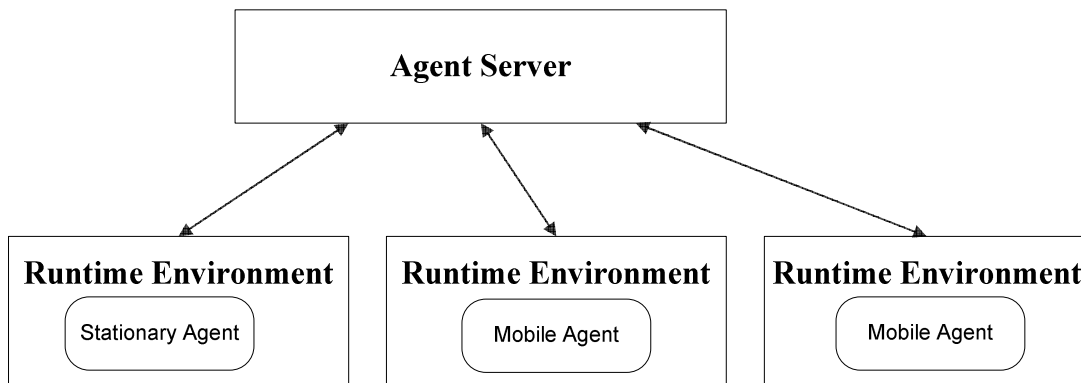 Agent Server
Runtime Environment
Stationary Agent
Runtime Environment
Mobile Agent
Runtime Environment
Mobile Agent